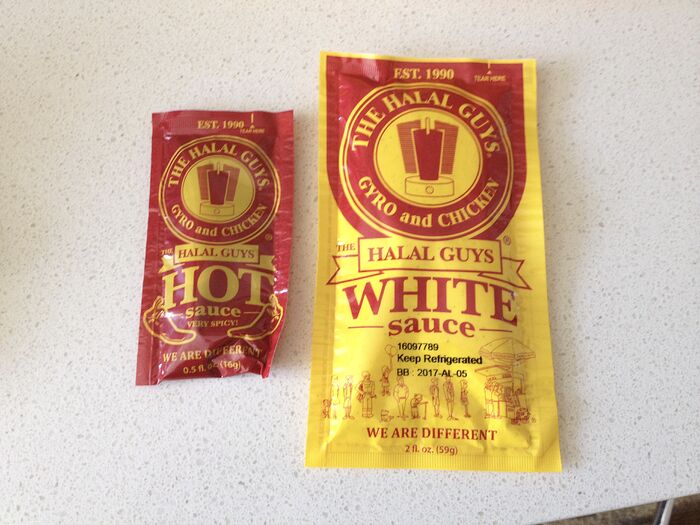 EST. 1990
TEAR HERE
THE HALAL GUYS
GYRO and CHICKEN
®
THE
HALAL GUYS
HOT
sauce
VERY SPICY!
WE ARE DIFFERENT
0.5 fl. oz. (16g)
EST. 1990
TEAR HERE
THE HALAL GUYS.
GYRO and CHICKEN
THE
HALAL GUYS
®
WHITE
sauce
16097789
Keep Refrigerated
BB : 2017-AL-05
WE ARE DIFFERENT
2 fl. oz. (59g)